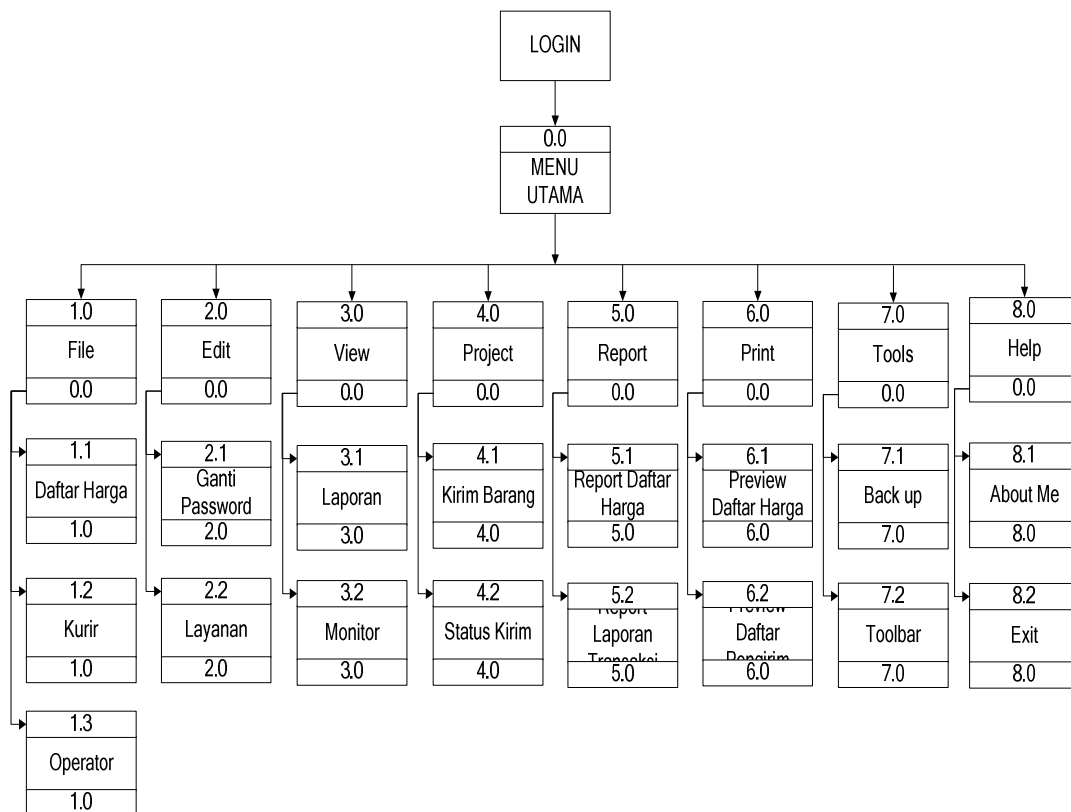 LOGIN
0.0
MENU
UTAMA
1.0
File
0.0
2.0
Edit
0.0
3.0
View
0.0
4.0
Project
0.0
5.0
Report
0.0
6.0
Print
0.0
7.0
Tools
0.0
8.0
Help
0.0
1.1
Daftar Harga
1.0
2.1
Ganti
Password
2.0
3.1
Laporan
3.0
4.1
Kirim Barang
4.0
5.1
Report Daftar
Harga
5.0
6.1
Preview
Daftar Harga
6.0
7.1
Back up
7.0
8.1
About Me
8.0
1.2
Kurir
1.0
2.2
Layanan
2.0
3.2
Monitor
3.0
4.2
Status Kirim
4.0
5.2
Report
Laporan
Transaksi
5.0
6.2
Preview
Daftar
Pengirim
6.0
7.2
Toolbar
7.0
8.2
Exit
8.0
1.3
Operator
1.0